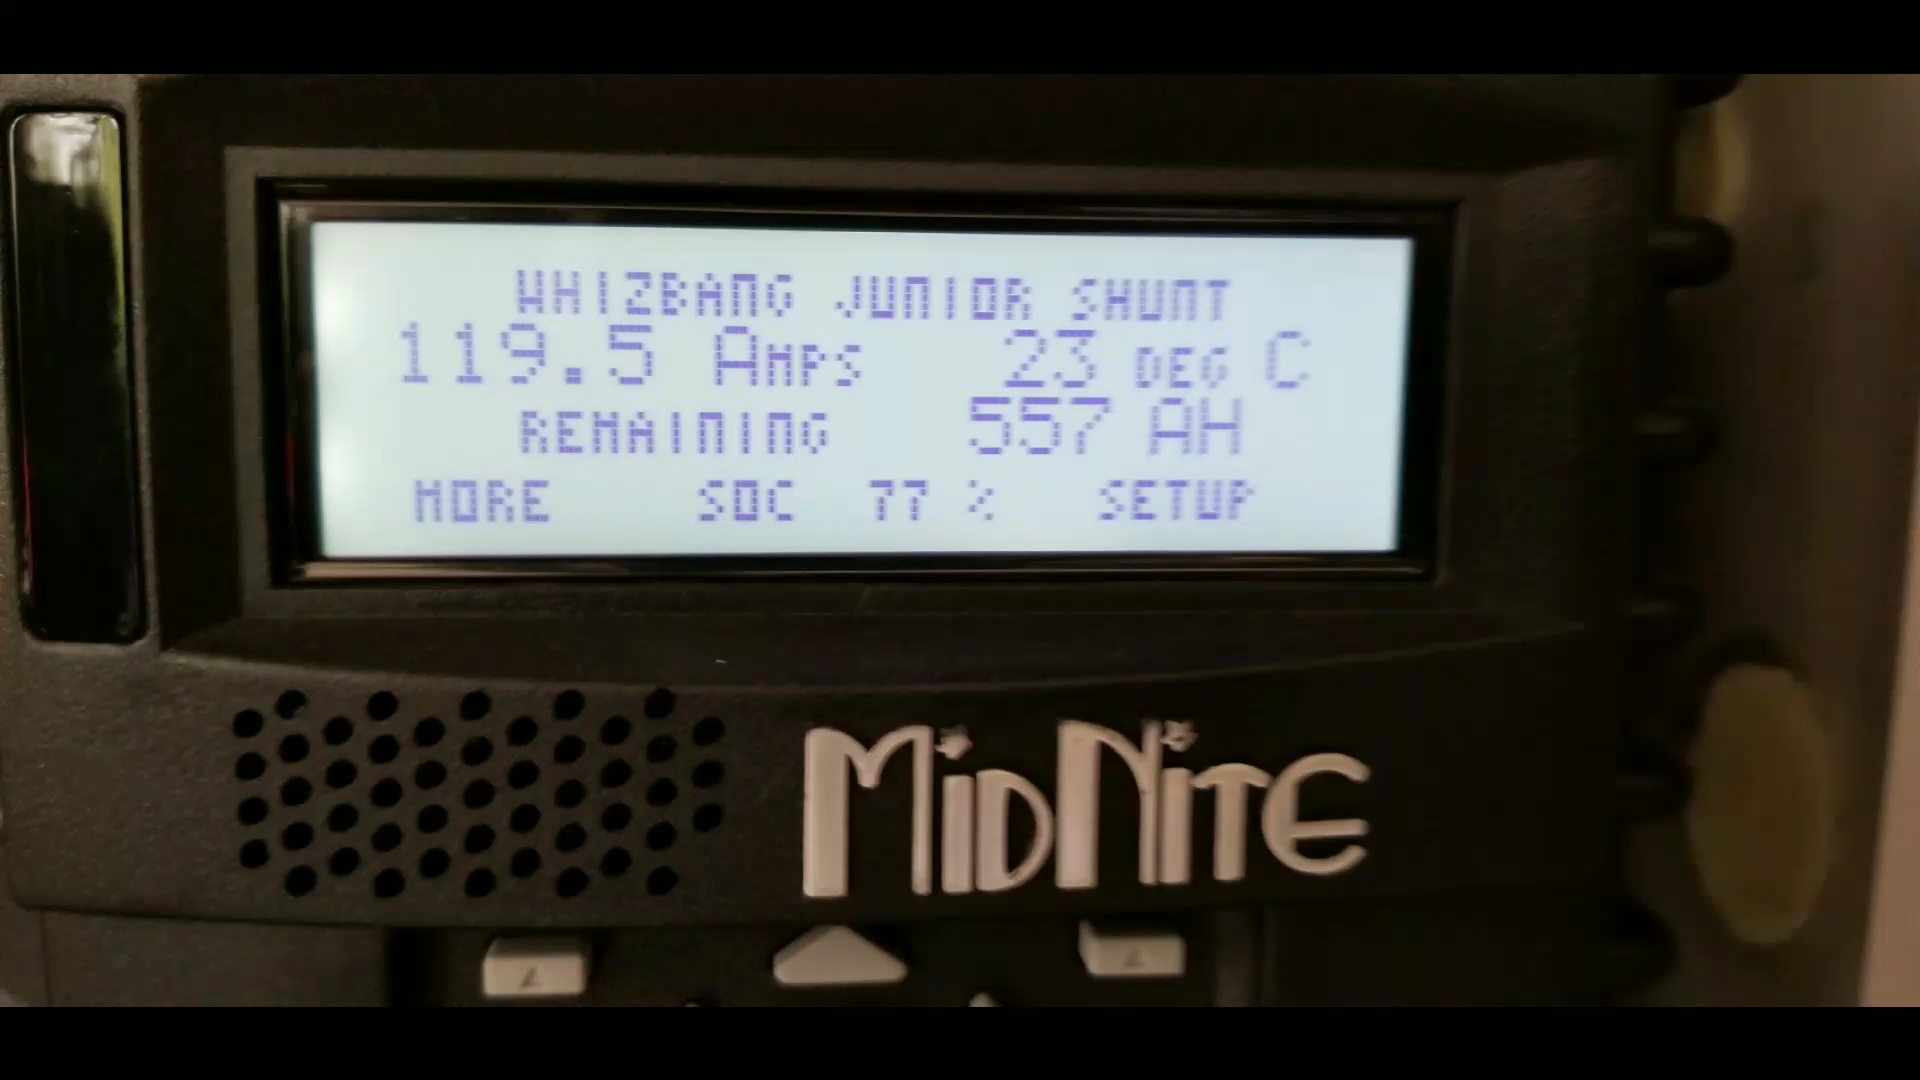 WHIZBANG JUNIOR SHUNT
119.5 AMPS 23 DEG C
REMAINING 557 AH
MORE SOC 77 % SETUP
MIDNITE